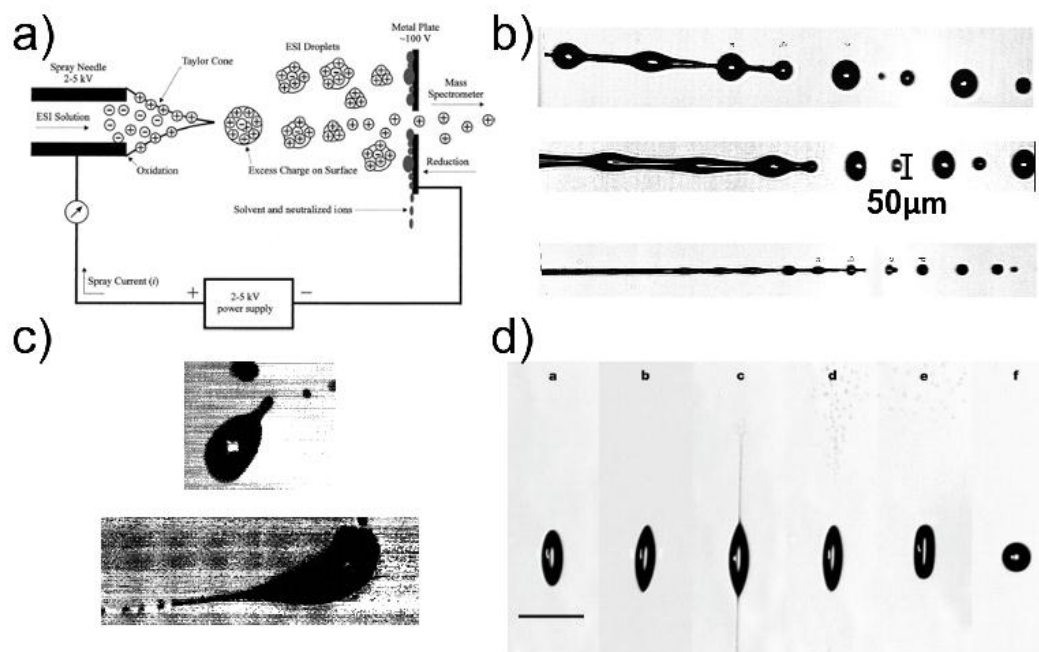 a)
Metal Plate
~100 V
ESI Droplets
Spray Needle
2-5 kV
Taylor Cone
Mass
Spectrometer
ESI Solution
Oxidation
Excess Charge on Surface
Reduction
Solvent and neutralized ions
Spray Current (i)
+
−
2-5 kV
power supply
b)
50μm
a
b
c
d
c)
d)
a
b
c
d
e
f